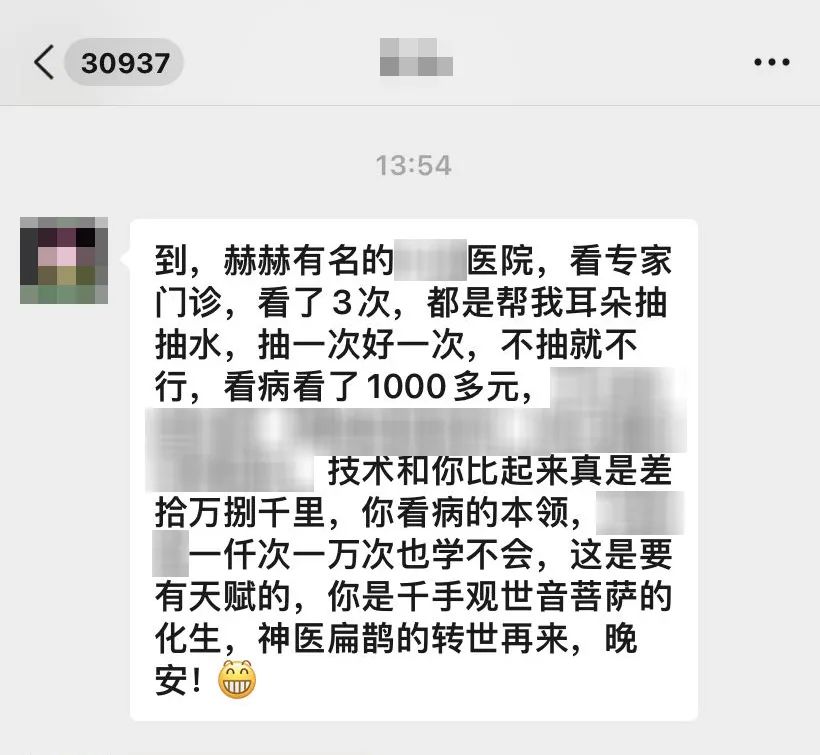 30937
13:54
到，赫赫有名的医院，看专家
门诊，看了3次，都是帮我耳朵抽
抽水，抽一次好一次，不抽就不
行，看病看了1000多元，
技术和你比起来真是差
拾万捌千里，你看病的本领，
一仟次一万次也学不会，这是要
有天赋的，你是千手观世音菩萨的
化生，神医扁鹊的转世再来，晚
安！😁